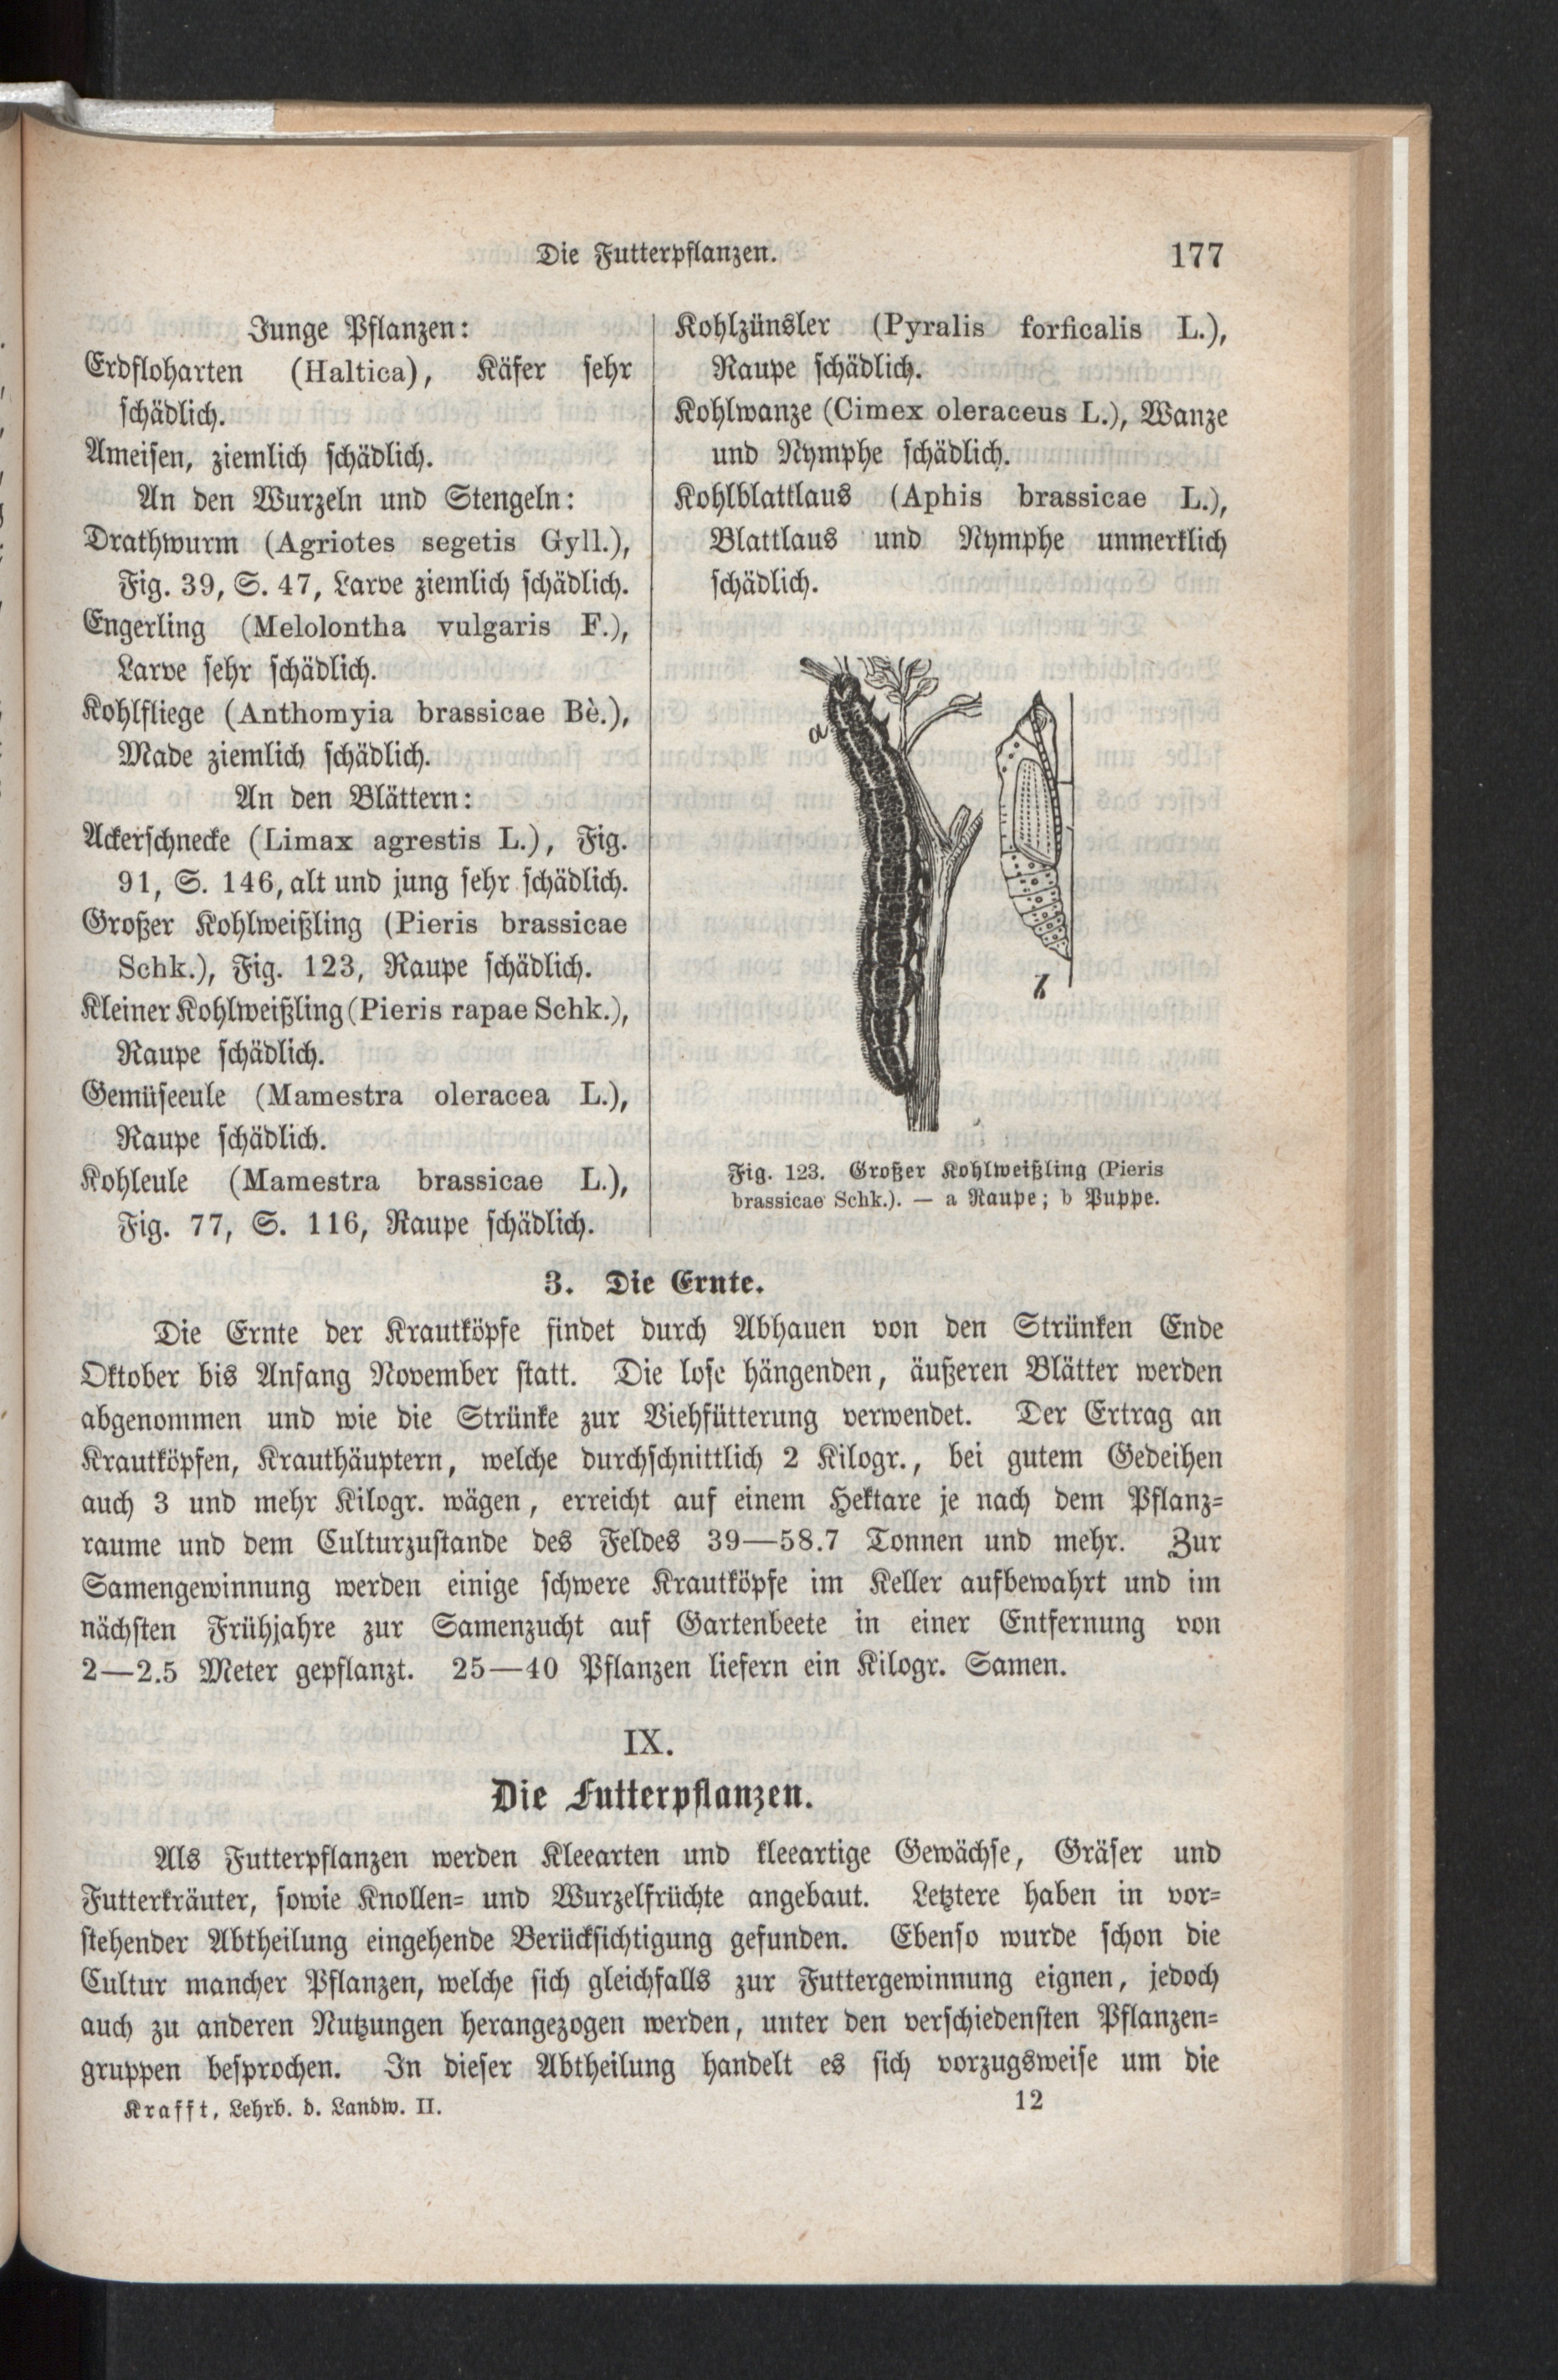 Die Futterpflanzen.
177
Junge Pflanzen:
Erdfloharten (Haltica), Käfer sehr
schädlich.
Ameisen, ziemlich schädlich.
An den Wurzeln und Stengeln:
Drathwurm (Agriotes segetis Gyll.),
Fig. 39, S. 47, Larve ziemlich schädlich.
Engerling (Melolontha vulgaris F.),
Larve sehr schädlich.
Kohlfliege (Anthomyia brassicae Bè.),
Made ziemlich schädlich.
An den Blättern:
Ackerschnecke (Limax agrestis L.), Fig.
91, S. 146, alt und jung sehr schädlich.
Großer Kohlweißling (Pieris brassicae
Schk.), Fig. 123, Raupe schädlich.
Kleiner Kohlweißling (Pieris rapae Schk.),
Raupe schädlich.
Gemüseeule (Mamestra oleracea L.),
Raupe schädlich.
Kohleule (Mamestra brassicae L.),
Fig. 77, S. 116, Raupe schädlich.
Kohlzünsler (Pyralis forficalis L.),
Raupe schädlich.
Kohlwanze (Cimex oleraceus L.), Wanze
und Nymphe schädlich.
Kohlblattlaus (Aphis brassicae L.),
Blattlaus und Nymphe unmerklich
schädlich.
a
b
Fig. 123. Großer Kohlweißling (Pieris
brassicae Schk.). — a Raupe; b Puppe.
3. Die Ernte.
Die Ernte der Krautköpfe findet durch Abhauen von den Strünken Ende
Oktober bis Anfang November statt. Die lose hängenden, äußeren Blätter werden
abgenommen und wie die Strünke zur Viehfütterung verwendet. Der Ertrag an
Krautköpfen, Krauthäuptern, welche durchschnittlich 2 Kilogr., bei gutem Gedeihen
auch 3 und mehr Kilogr. wägen, erreicht auf einem Hektare je nach dem Pflanz-
raume und dem Culturzustande des Feldes 39—58.7 Tonnen und mehr. Zur
Samengewinnung werden einige schwere Krautköpfe im Keller aufbewahrt und im
nächsten Frühjahre zur Samenzucht auf Gartenbeete in einer Entfernung von
2—2.5 Meter gepflanzt. 25—40 Pflanzen liefern ein Kilogr. Samen.
IX.
Die Futterpflanzen.
Als Futterpflanzen werden Kleearten und kleeartige Gewächse, Gräser und
Futterkräuter, sowie Knollen- und Wurzelfrüchte angebaut. Letztere haben in vor-
stehender Abtheilung eingehende Berücksichtigung gefunden. Ebenso wurde schon die
Cultur mancher Pflanzen, welche sich gleichfalls zur Futtergewinnung eignen, jedoch
auch zu anderen Nutzungen herangezogen werden, unter den verschiedensten Pflanzen-
gruppen besprochen. In dieser Abtheilung handelt es sich vorzugsweise um die
Krafft, Lehrb. d. Landw. II.
12